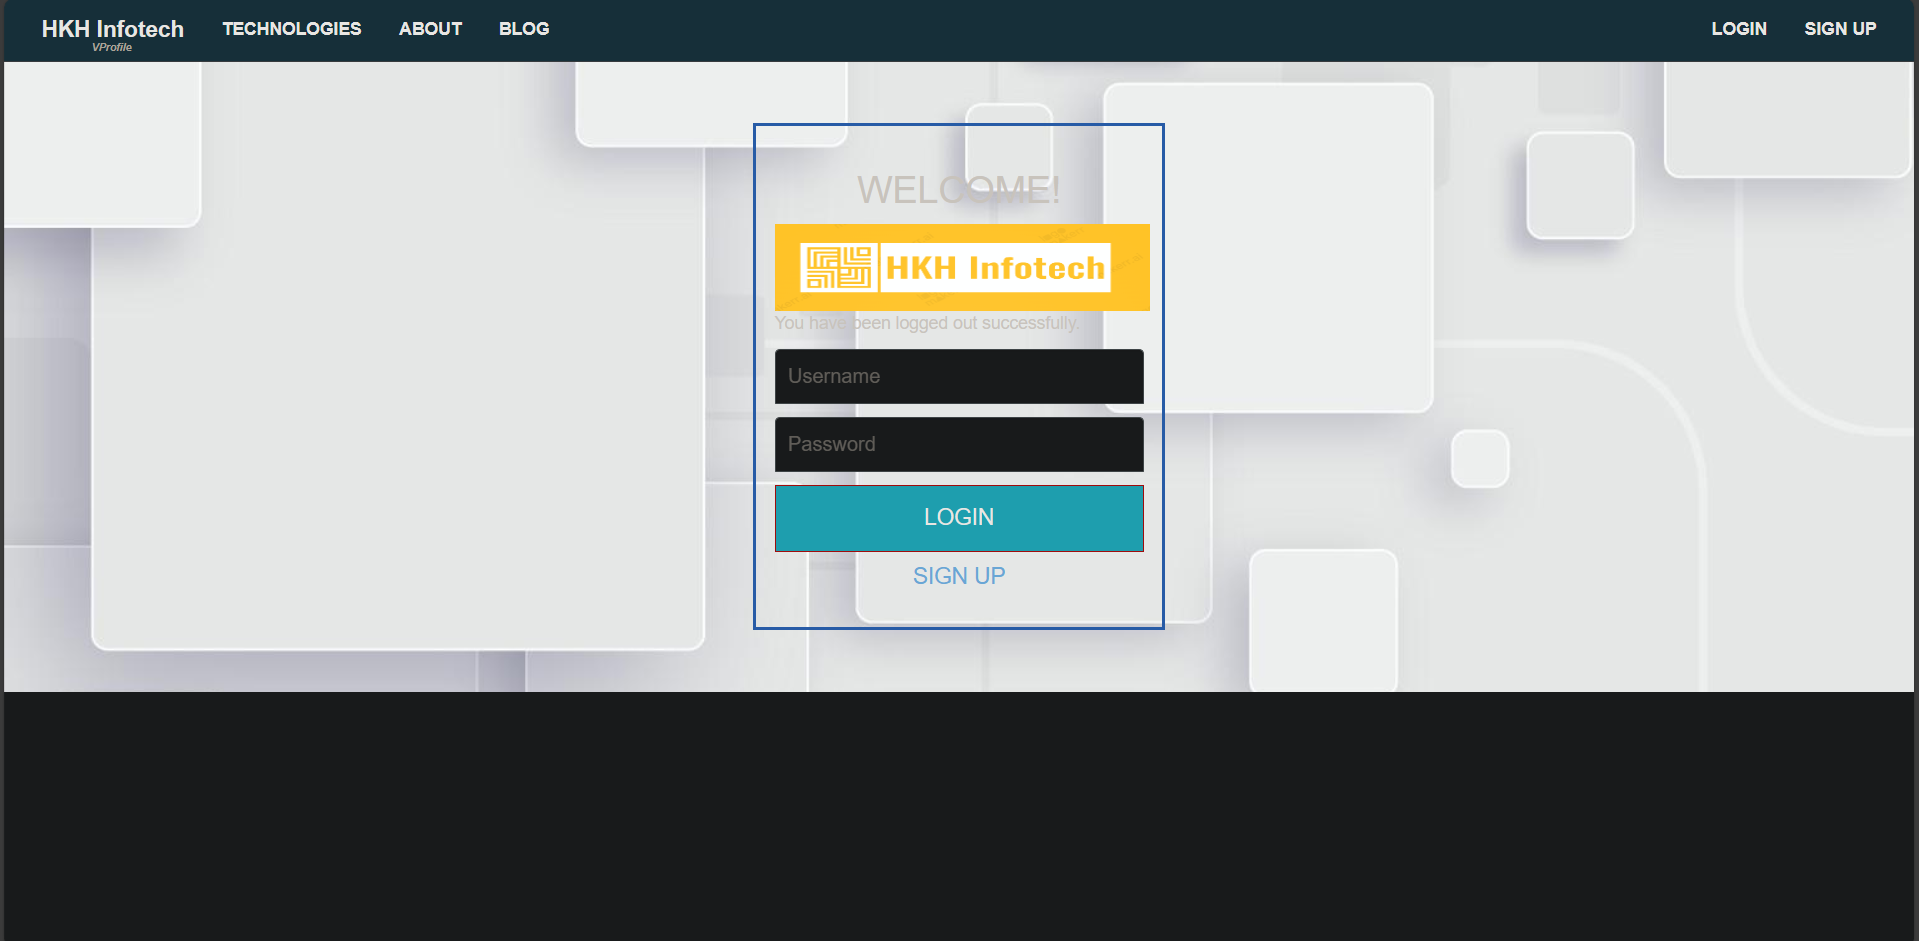 HKH Infotech
VProfile
TECHNOLOGIES
ABOUT
BLOG
LOGIN
SIGN UP
WELCOME!
HKH Infotech
You have been logged out successfully.
Username
Password
LOGIN
SIGN UP